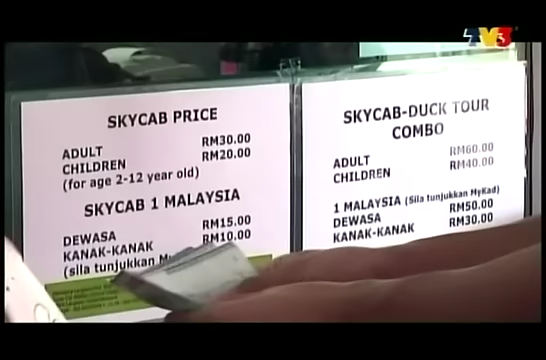 TV3
SKYCAB PRICE
ADULT RM30.00
CHILDREN RM20.00
(for age 2-12 year old)
SKYCAB 1 MALAYSIA
DEWASA RM15.00
KANAK-KANAK RM10.00
(sila tunjukkan
SKYCAB-DUCK TOUR
COMBO
ADULT RM60.00
CHILDREN RM40.00
1 MALAYSIA (Sila tunjukkan MyKad)
DEWASA RM50.00
KANAK-KANAK RM30.00